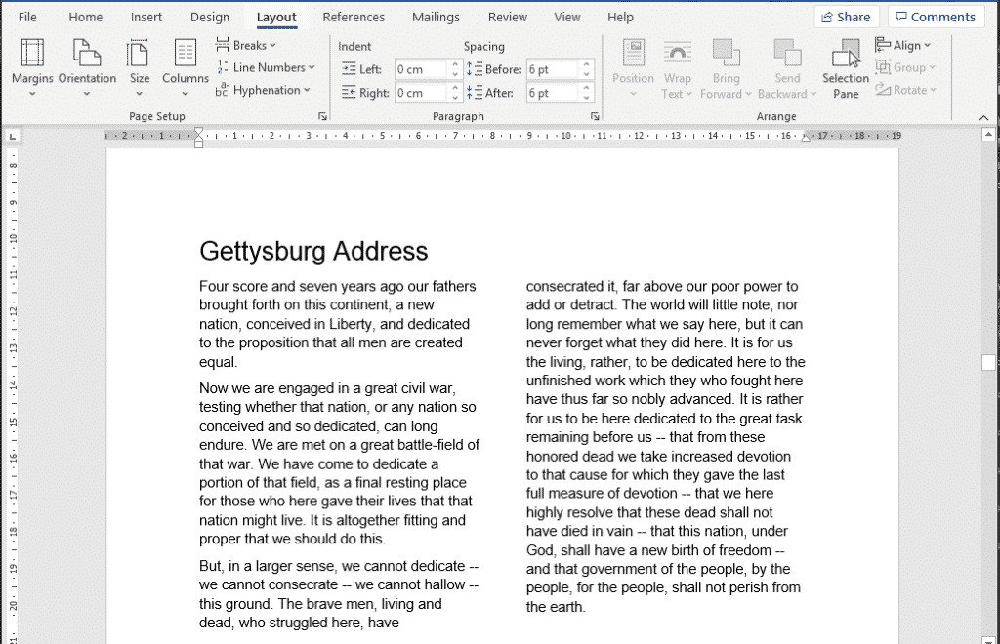 File Home Insert Design Layout References Mailings Review View Help Share Comments
Margins Orientation Size Columns
Breaks
Line Numbers
Hyphenation
Page Setup
Indent
Left: 0 cm
Right: 0 cm
Spacing
Before: 6 pt
After: 6 pt
Paragraph
Position
Wrap
Text
Bring
Forward
Send
Backward
Selection
Pane
Align
Group
Rotate
Arrange
2 1 1 2 3 4 5 6 7 8 9 10 11 12 13 14 15 16 17 18 19
8
9
10
11
12
13
14
15
16
17
18
19
20
21
Gettysburg Address
Four score and seven years ago our fathers
brought forth on this continent, a new
nation, conceived in Liberty, and dedicated
to the proposition that all men are created
equal.
Now we are engaged in a great civil war,
testing whether that nation, or any nation so
conceived and so dedicated, can long
endure. We are met on a great battle-field of
that war. We have come to dedicate a
portion of that field, as a final resting place
for those who here gave their lives that that
nation might live. It is altogether fitting and
proper that we should do this.
But, in a larger sense, we cannot dedicate --
we cannot consecrate -- we cannot hallow --
this ground. The brave men, living and
dead, who struggled here, have
consecrated it, far above our poor power to
add or detract. The world will little note, nor
long remember what we say here, but it can
never forget what they did here. It is for us
the living, rather, to be dedicated here to the
unfinished work which they who fought here
have thus far so nobly advanced. It is rather
for us to be here dedicated to the great task
remaining before us -- that from these
honored dead we take increased devotion
to that cause for which they gave the last
full measure of devotion -- that we here
highly resolve that these dead shall not
have died in vain -- that this nation, under
God, shall have a new birth of freedom --
and that government of the people, by the
people, for the people, shall not perish from
the earth.